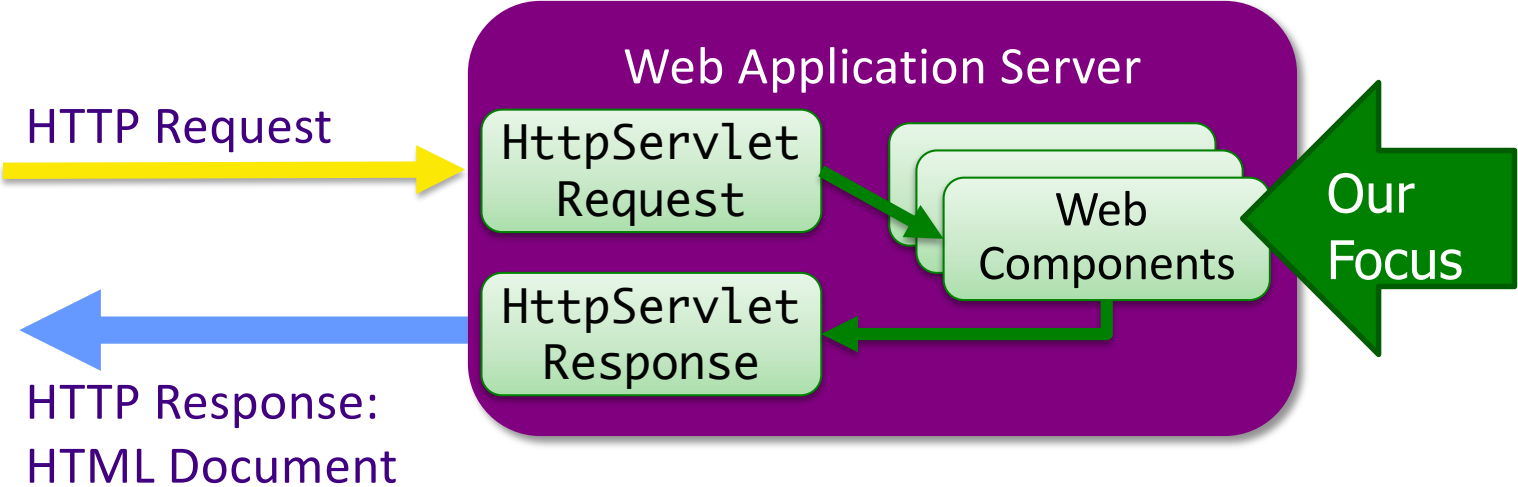 Web Application Server
HTTP Request
HttpServlet
Request
Web
Components
Our
Focus
HttpServlet
Response
HTTP Response:
HTML Document